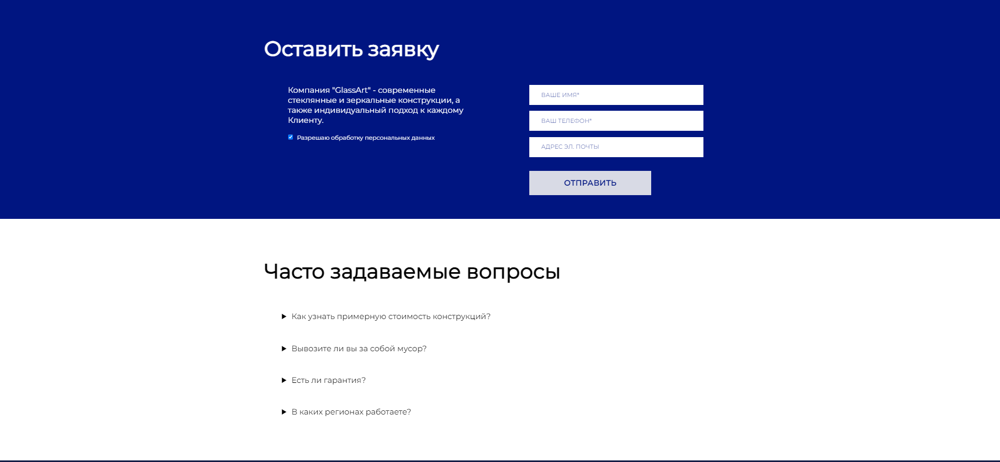 Оставить заявку
Компания "GlassArt" - современные
стеклянные и зеркальные конструкции, а
также индивидуальный подход к каждому
Клиенту.
Разрешаю обработку персональных данных
ВАШЕ ИМЯ*
ВАШ ТЕЛЕФОН*
АДРЕС ЭЛ. ПОЧТЫ
ОТПРАВИТЬ
Часто задаваемые вопросы
Как узнать примерную стоимость конструкций?
Вывозите ли вы за собой мусор?
Есть ли гарантия?
В каких регионах работаете?